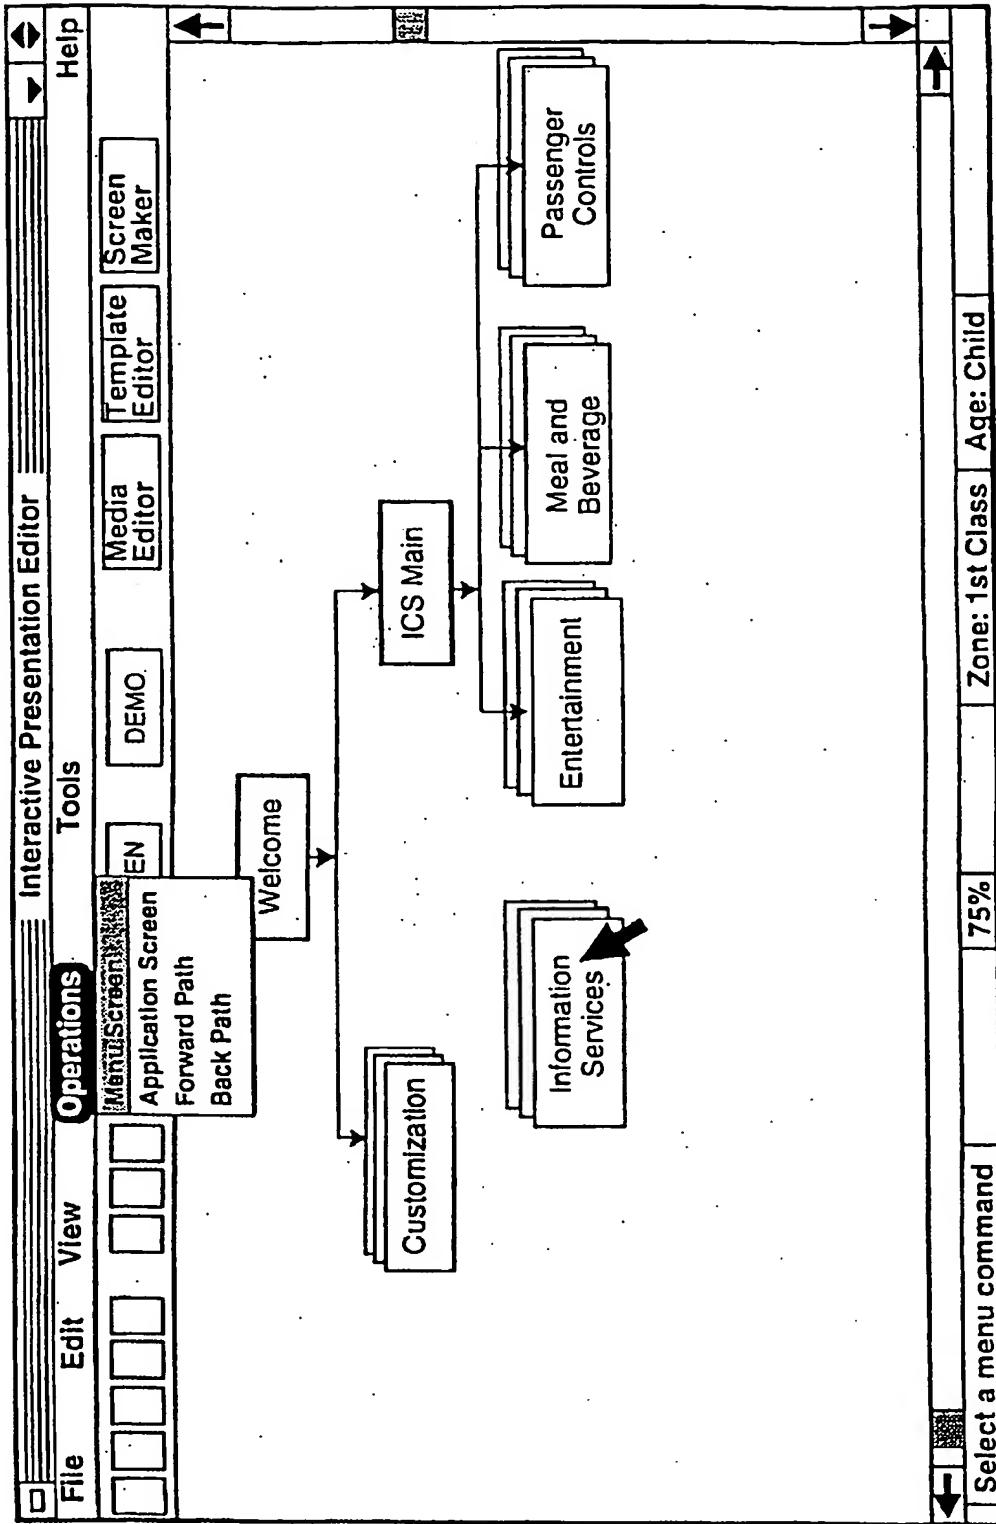 Interactive Presentation Editor
File Edit View Operations Tools Help
Menu Screen
Application Screen
Forward Path
Back Path
EN
DEMO.
Media
Editor
Template
Editor
Screen
Maker
Welcome
Customization
ICS Main
Information
Services
Entertainment
Meal and
Beverage
Passenger
Controls
Select a menu command 75% Zone: 1st Class Age: Child